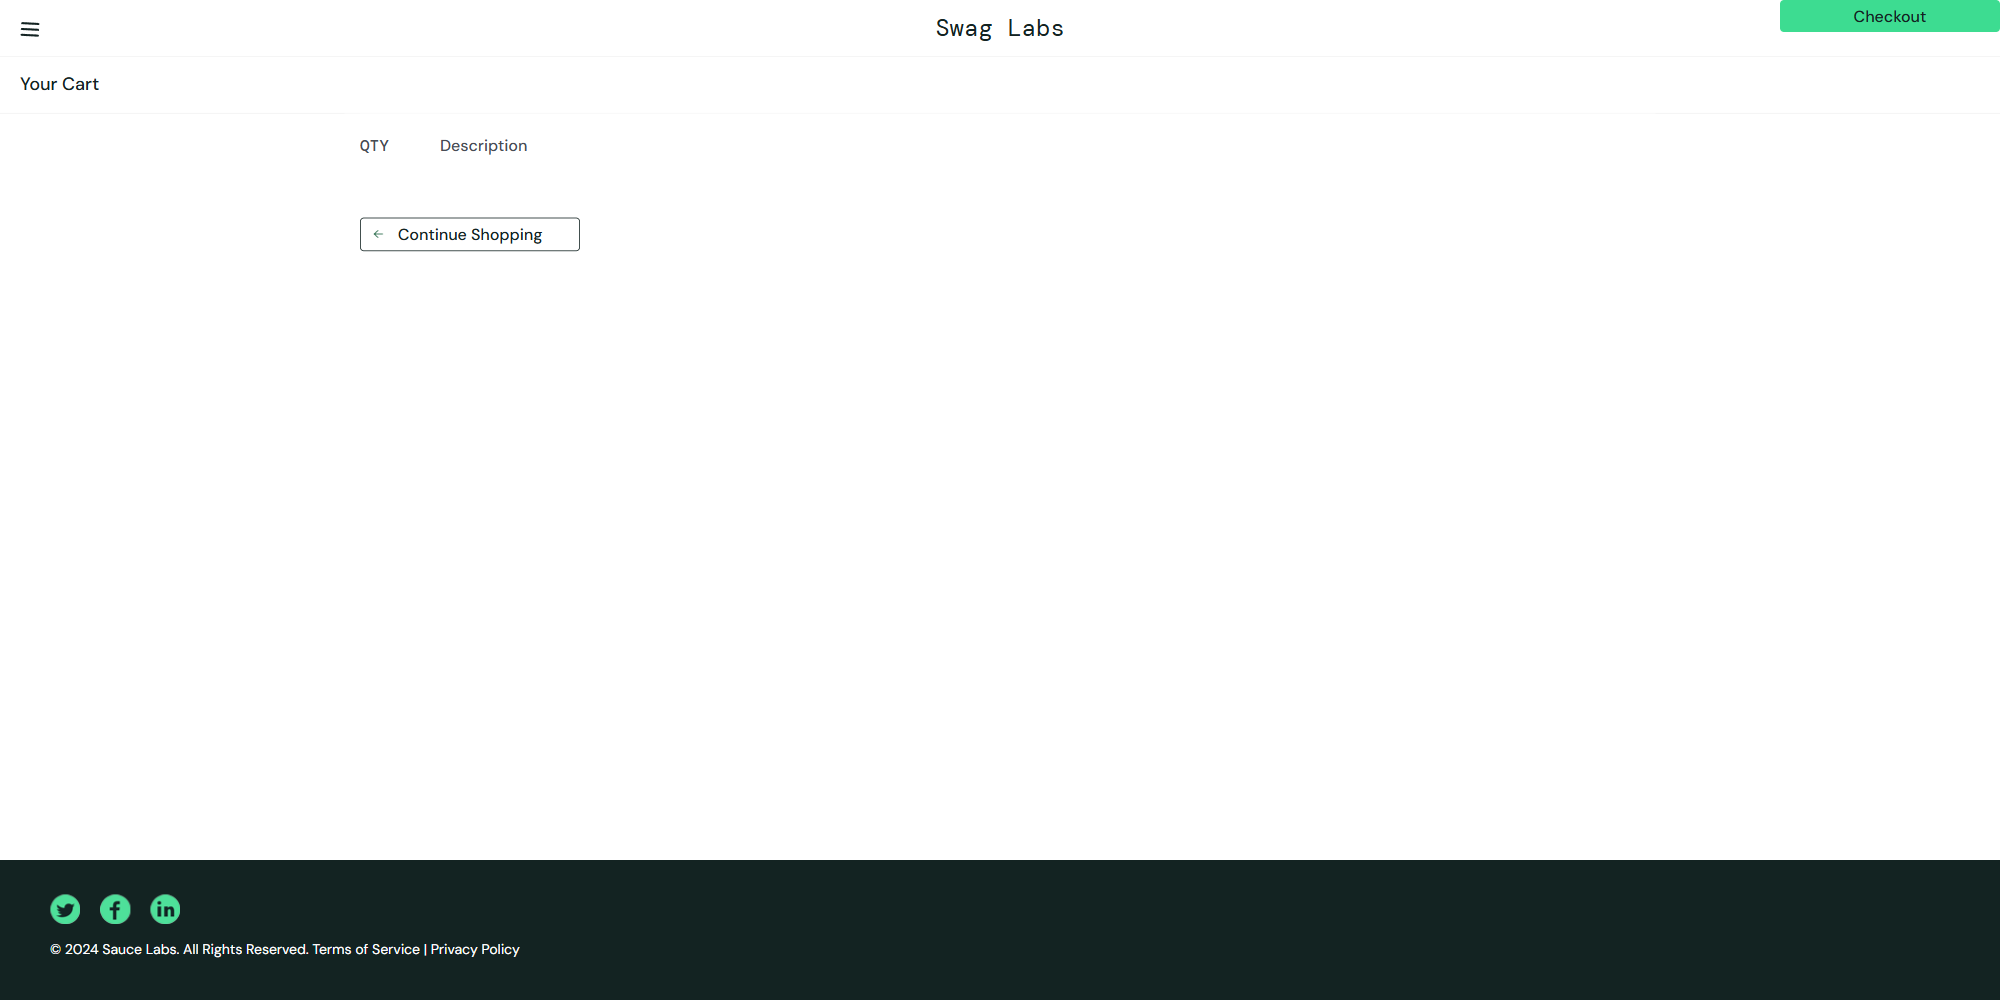 Swag Labs
Checkout
Your Cart
QTY Description
Continue Shopping
© 2024 Sauce Labs. All Rights Reserved. Terms of Service | Privacy Policy